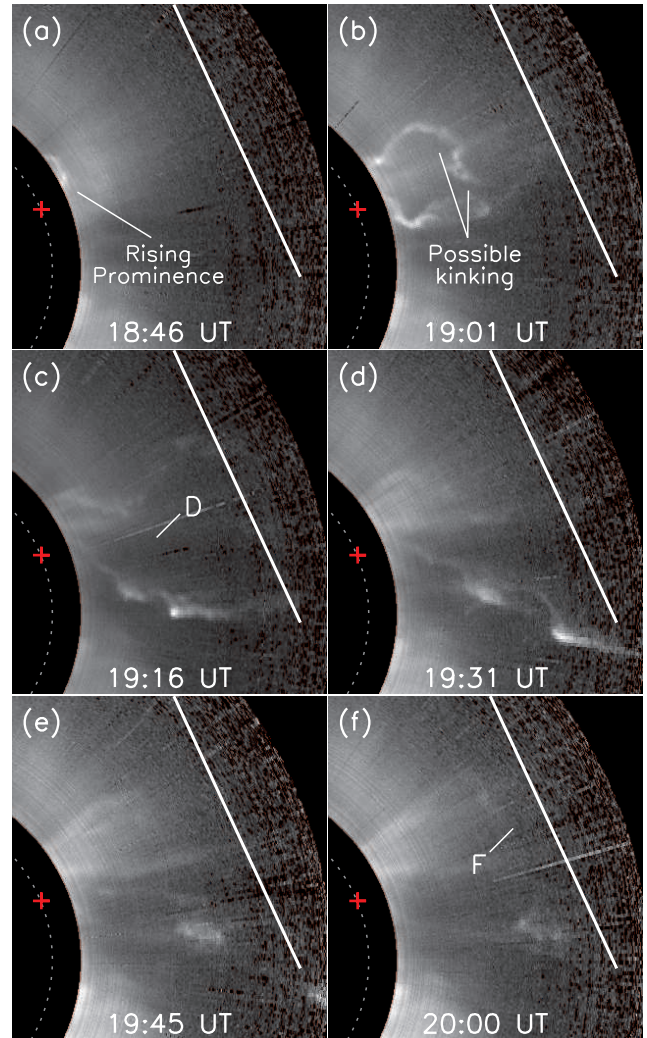 (a)
Rising
Prominence
18:46 UT
(b)
Possible
kinking
19:01 UT
(c)
D
19:16 UT
(d)
19:31 UT
(e)
19:45 UT
(f)
F
20:00 UT